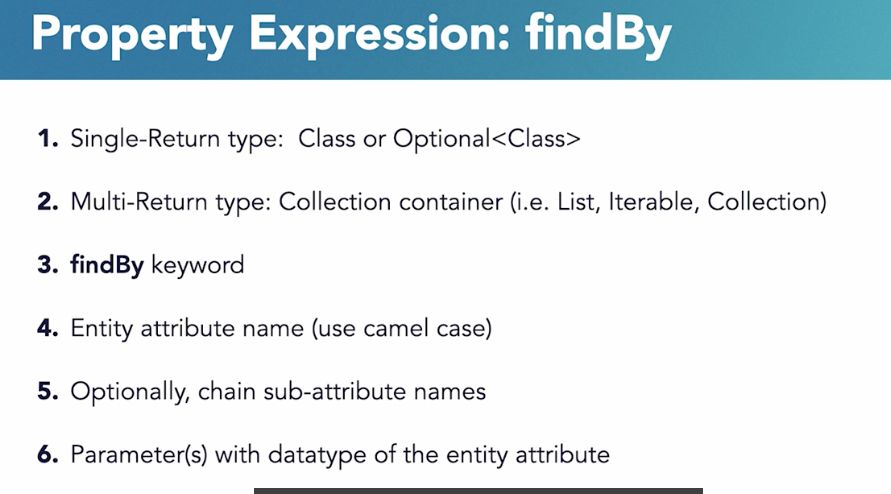 Property Expression: findBy
1. Single-Return type: Class or Optional<Class>
2. Multi-Return type: Collection container (i.e. List, Iterable, Collection)
3. findBy keyword
4. Entity attribute name (use camel case)
5. Optionally, chain sub-attribute names
6. Parameter(s) with datatype of the entity attribute